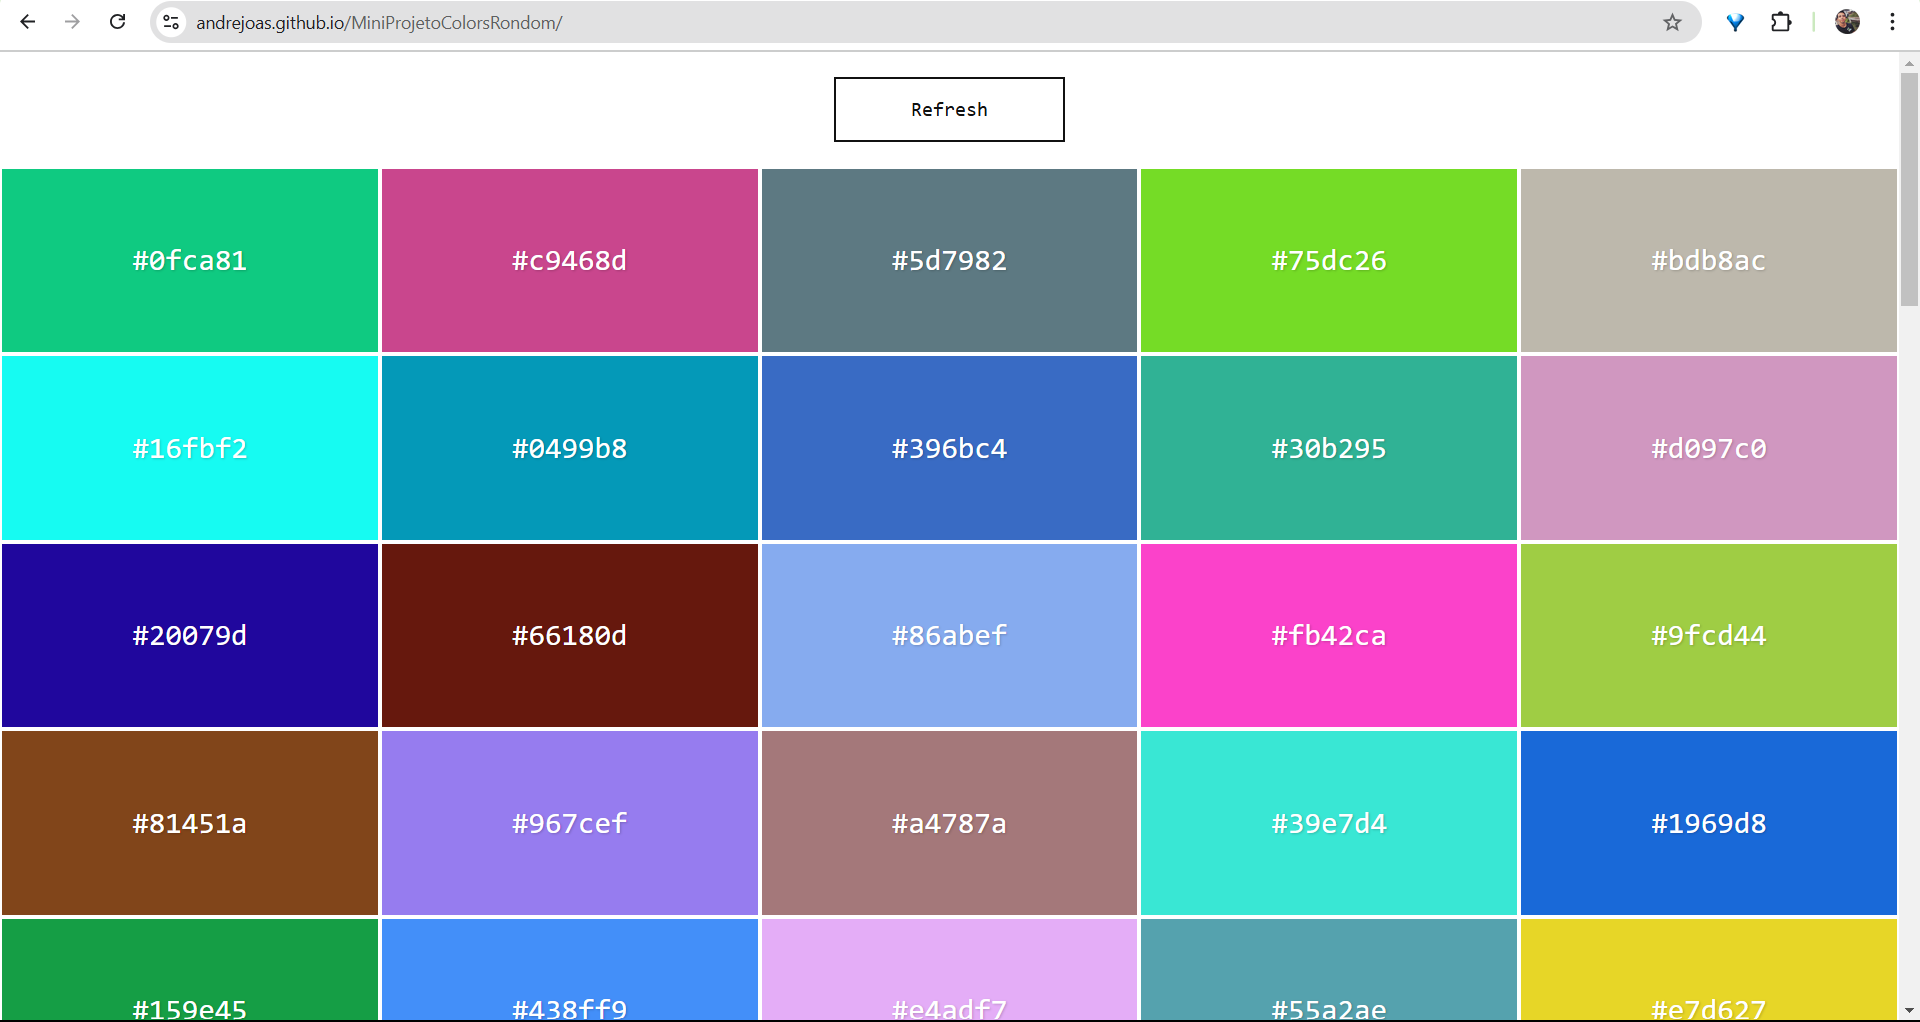 andrejoas.github.io/MiniProjetoColorsRondom/
Refresh
#0fca81 #c9468d #5d7982 #75dc26 #bdb8ac
#16fbf2 #0499b8 #396bc4 #30b295 #d097c0
#20079d #66180d #86abef #fb42ca #9fcd44
#81451a #967cef #a4787a #39e7d4 #1969d8
#159e45 #438ff9 #e4adf7 #55a2ae #e7d627